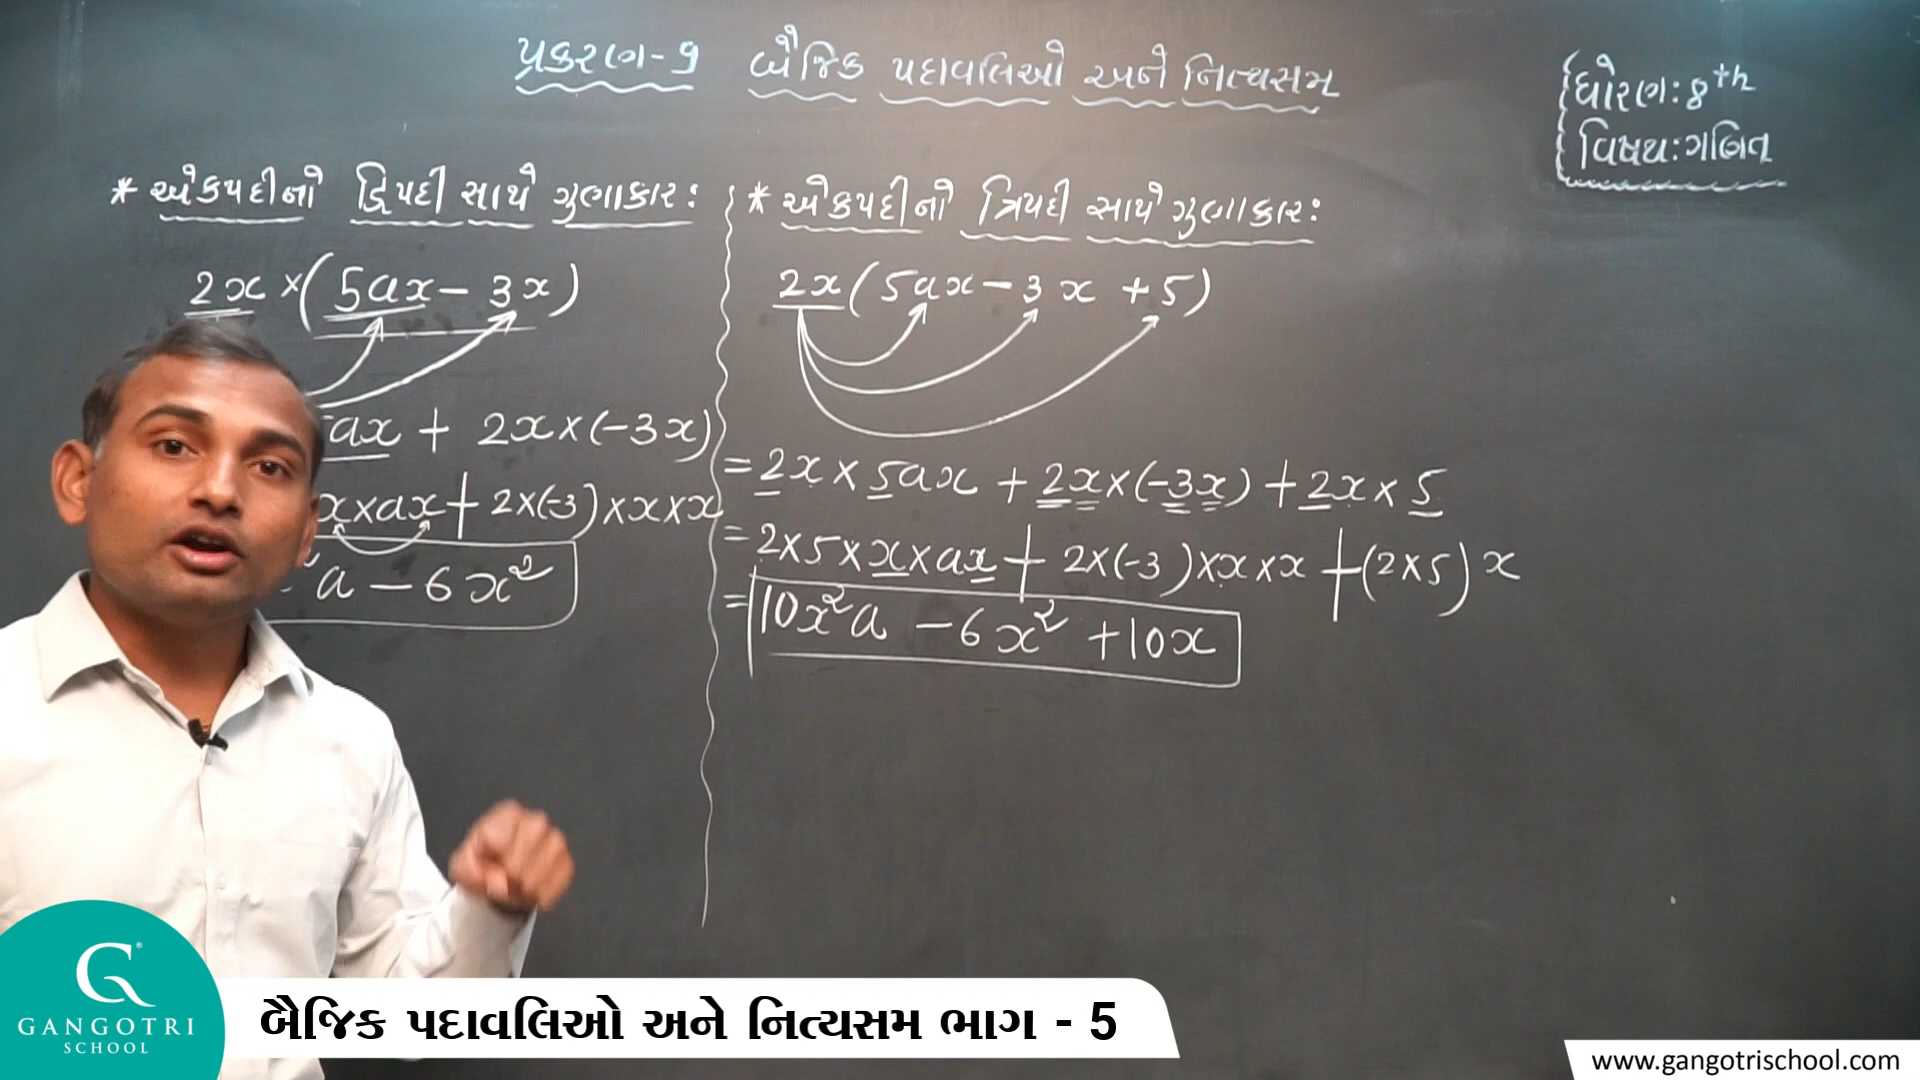 પ્રકરણ-9 બૈજિક પદાવલિઓ અને નિત્યસમ
ધોરણ: 8th
વિષય: ગણિત
* એકપદીનો દ્વિપદી સાથે ગુણાકાર:
2x × (5ax - 3x)
ax + 2x×(-3x)
x×ax + 2×(-3)×x×x
a - 6x²
* એકપદીનો ત્રિપદી સાથે ગુણાકાર:
2x(5ax - 3x + 5)
= 2x × 5ax + 2x×(-3x) + 2x × 5
= 2×5×x×ax + 2×(-3)×x×x + (2×5)x
= 10x²a - 6x² + 10x
G®
GANGOTRI
SCHOOL
બૈજિક પદાવલિઓ અને નિત્યસમ ભાગ - 5
www.gangotrischool.com